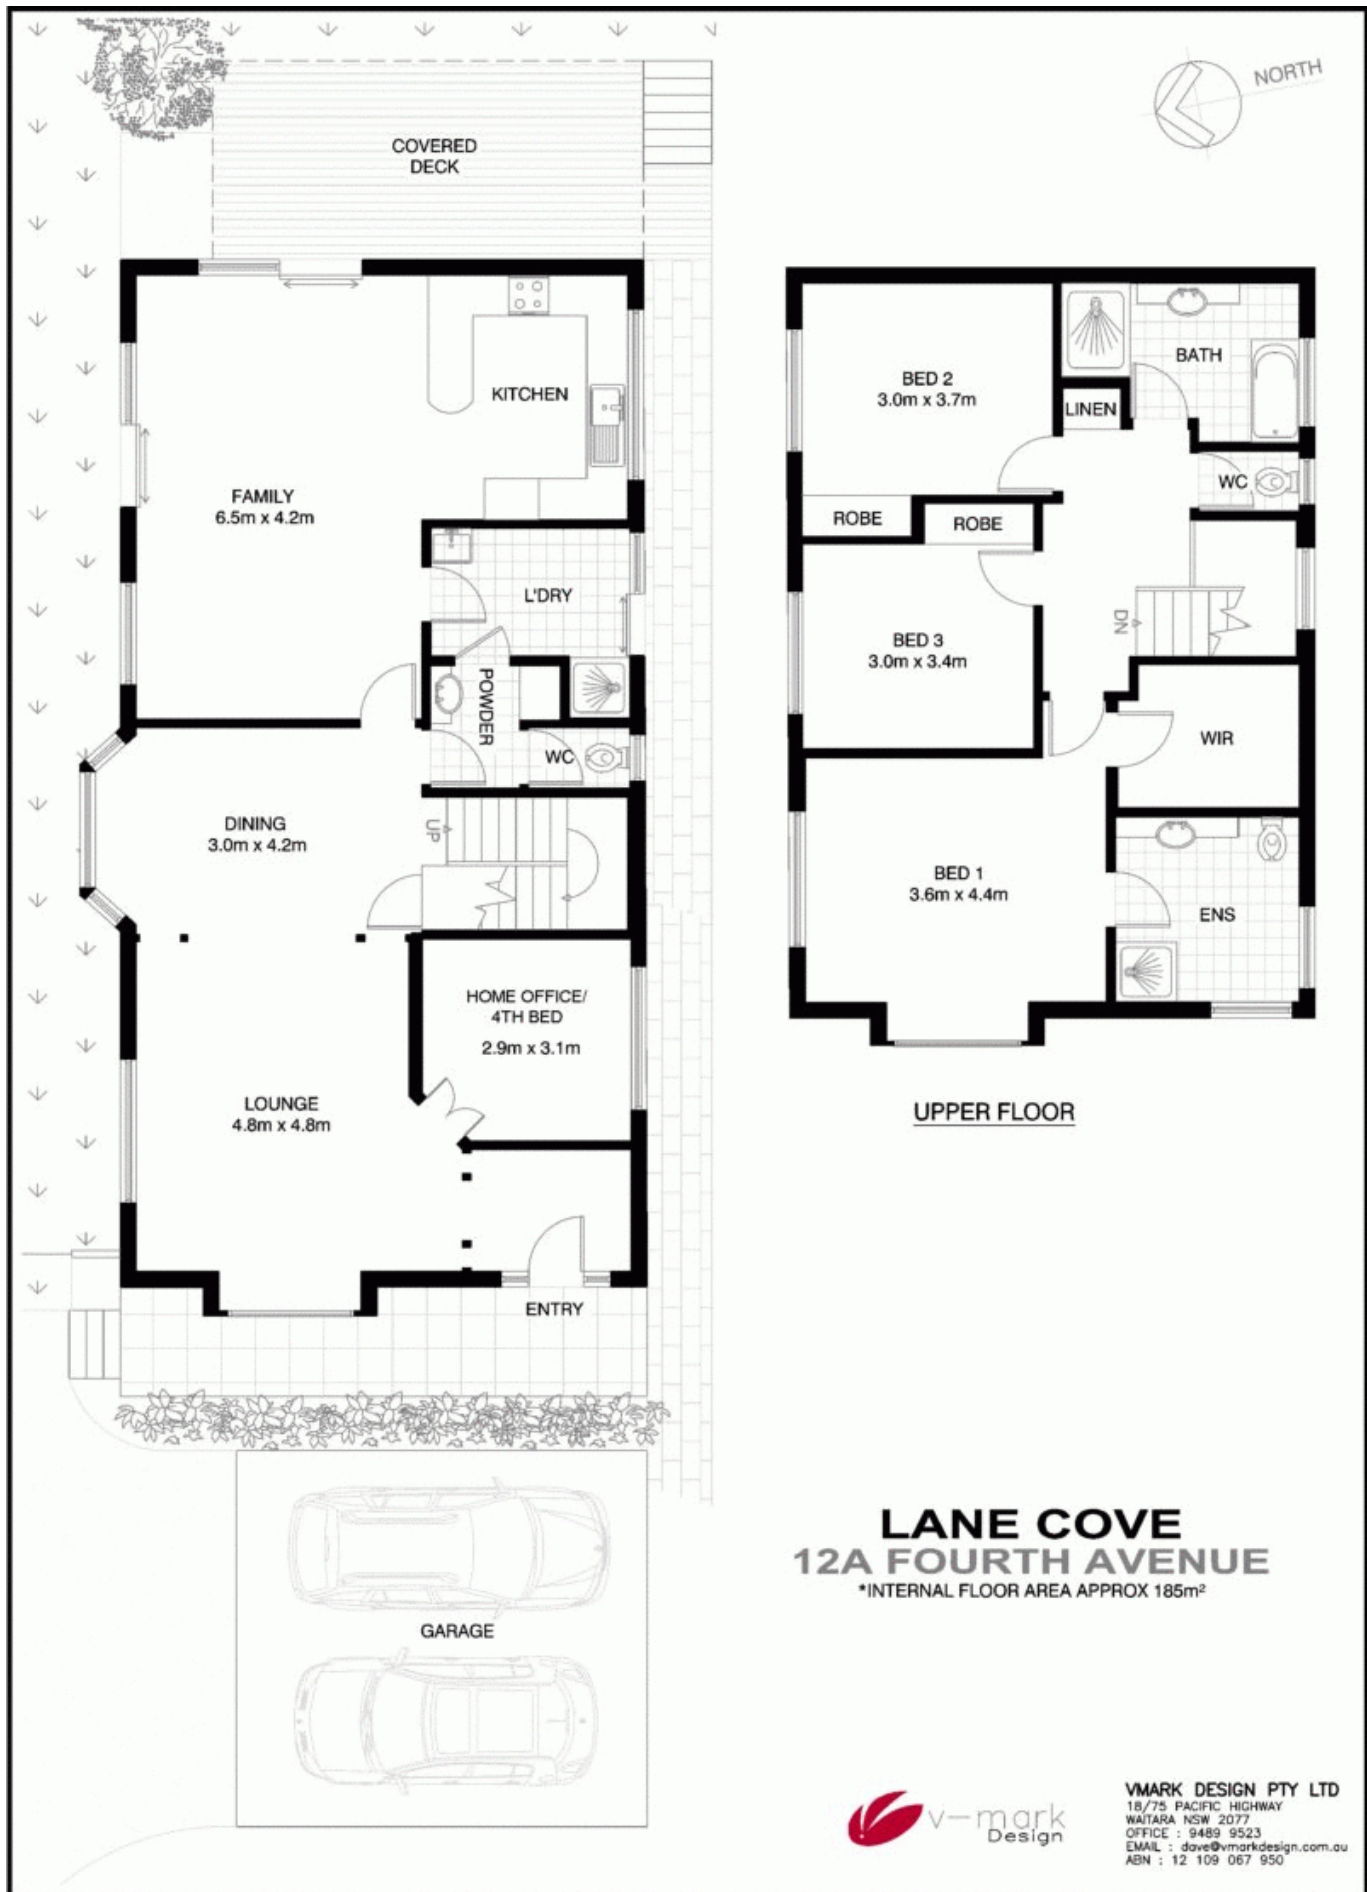 NORTH
COVERED
DECK
KITCHEN
FAMILY
6.5m x 4.2m
L'DRY
POWDER
WC
DINING
3.0m x 4.2m
UP
HOME OFFICE/
4TH BED
2.9m x 3.1m
LOUNGE
4.8m x 4.8m
ENTRY
GARAGE
BED 2
3.0m x 3.7m
BATH
LINEN
WC
ROBE
ROBE
BED 3
3.0m x 3.4m
DN
WIR
BED 1
3.6m x 4.4m
ENS
UPPER FLOOR
LANE COVE
12A FOURTH AVENUE
*INTERNAL FLOOR AREA APPROX 185m²
v-mark
Design
VMARK DESIGN PTY LTD
18/75 PACIFIC HIGHWAY
WAITARA NSW 2077
OFFICE : 9489 9523
EMAIL : dave@vmarkdesign.com.au
ABN : 12 109 067 950